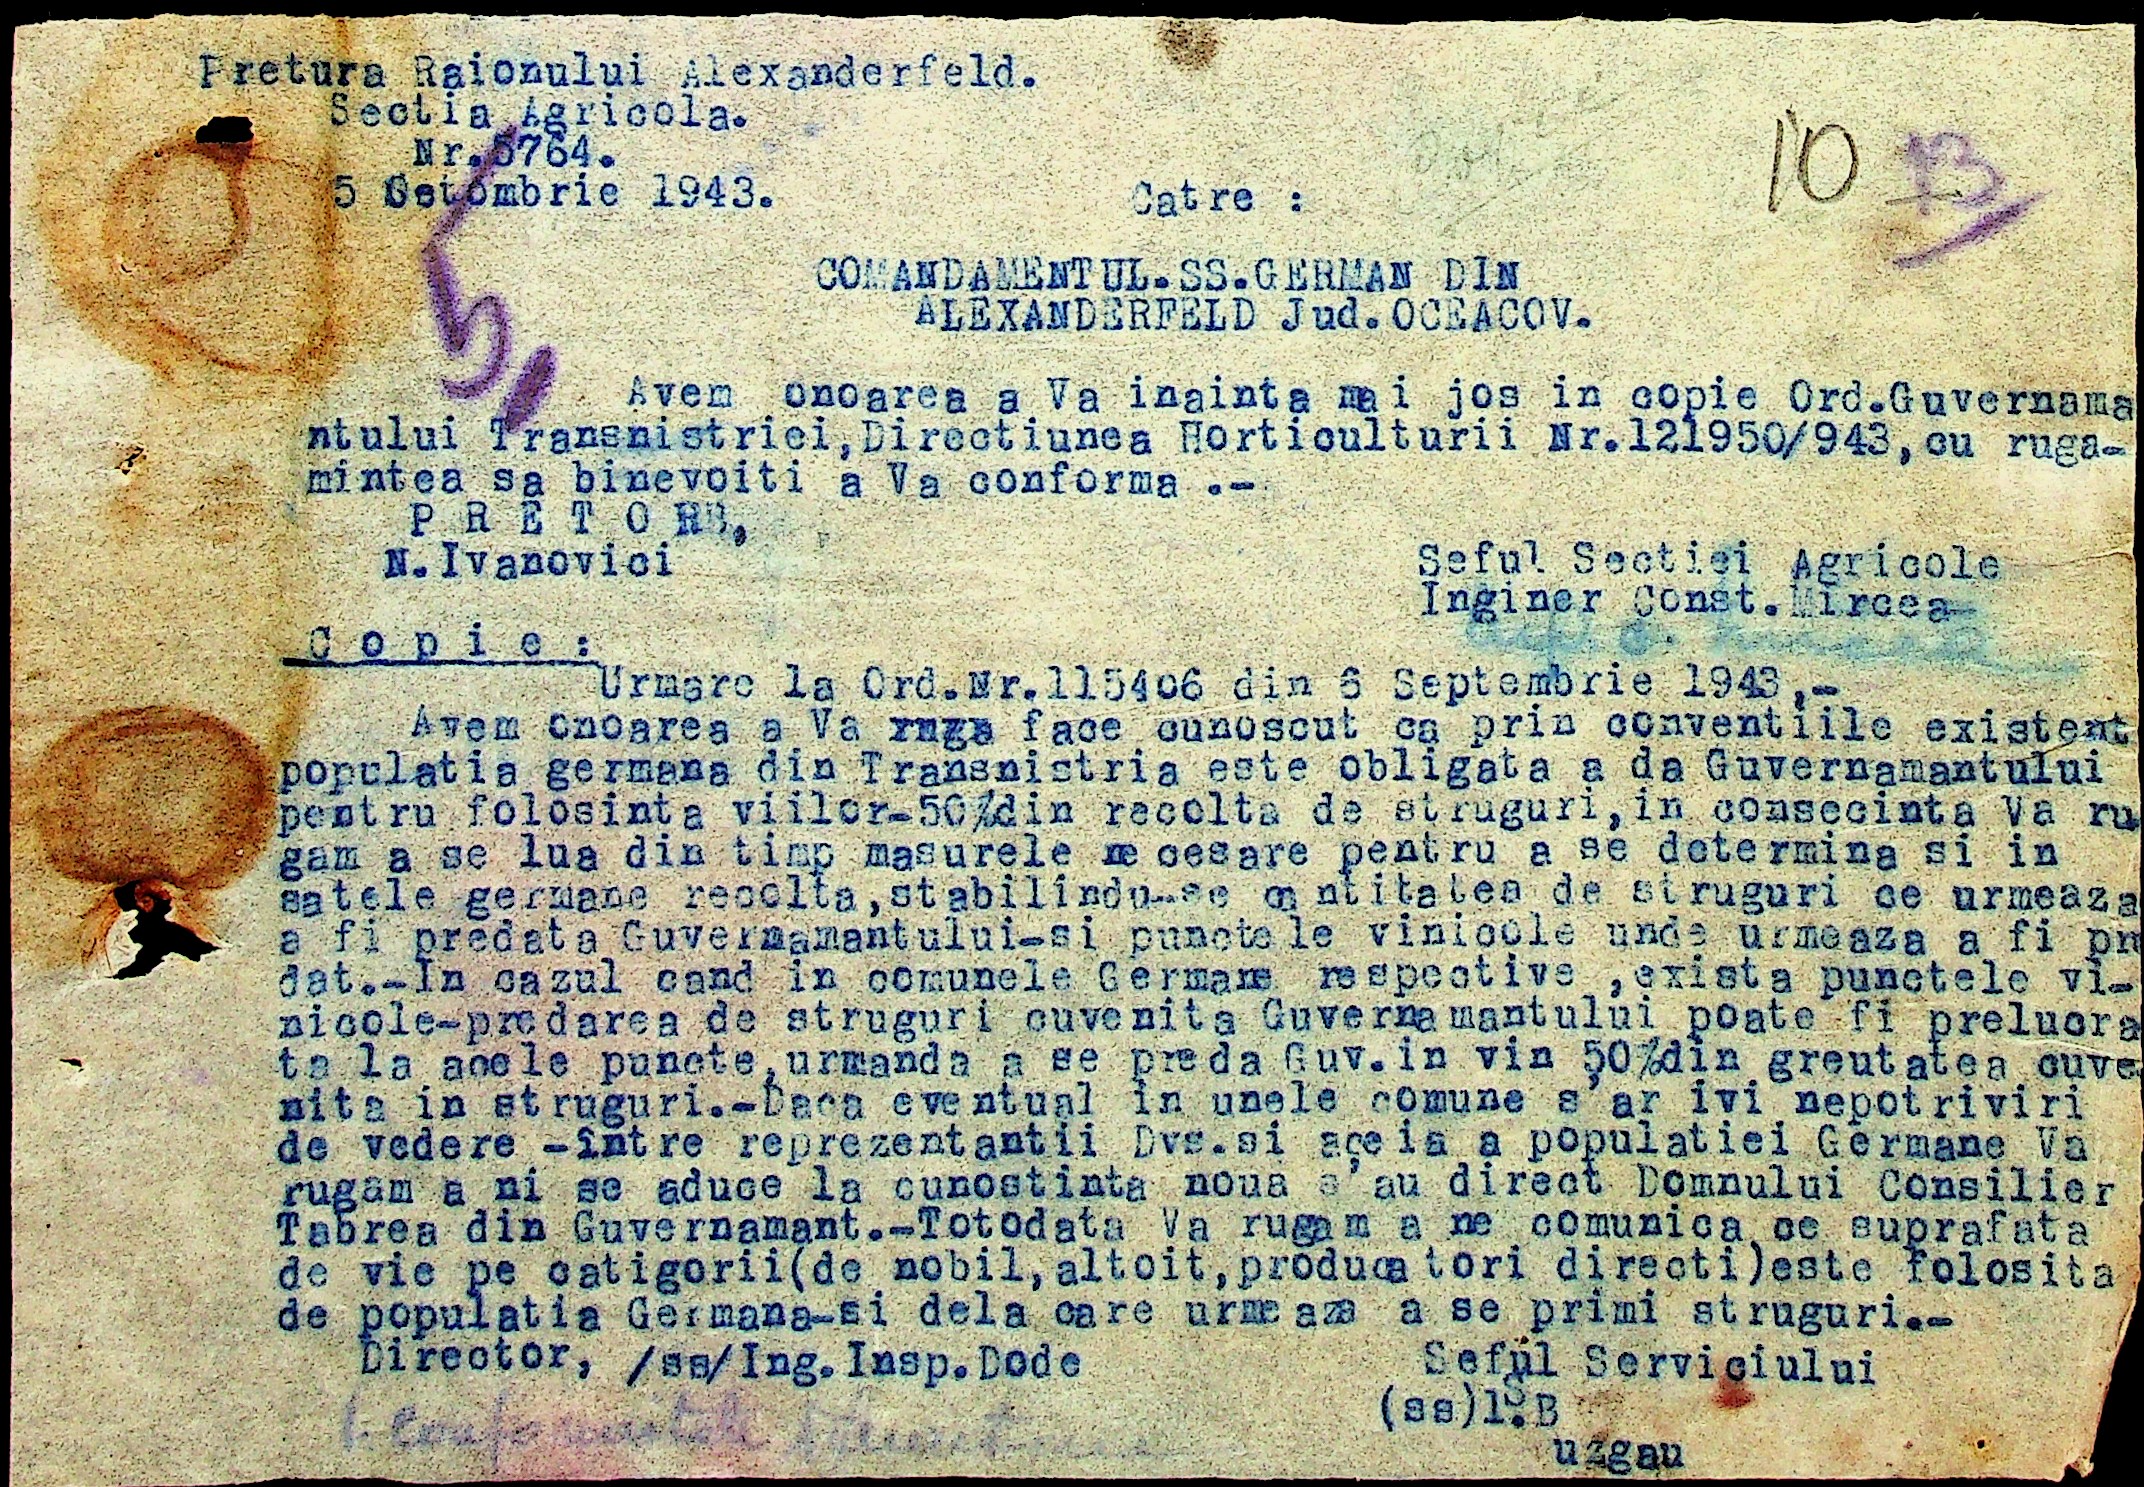 Pretura Raionului Alexanderfeld.
Sectia Agricola.
Nr.5764.
5 Octombrie 1943.
10 13
5,
Catre :
COMANDAMENTUL.SS.GERMAN DIN
ALEXANDERFELD Jud.OCEACOV.
Avem onoarea a Va inainta mai jos in copie Ord.Guvernama
ntului Transnistriei,Directiunea Horticulturii Nr.121950/943,cu ruga-
mintea sa binevoiti a Va conforma .-
P R E T O R,
N.Ivanovici
Seful Sectiei Agricole
Inginer Const.Mircea
C o p i e :
Urmare la Ord.Nr.115406 din 6 Septembrie 1943,-
Avem onoarea a Va ruga face cunoscut ca prin conventiile existent
populatia germana din Transnistria este obligata a da Guvernamantului
pentru folosinta viilor-50%din recolta de struguri,in consecinta Va ru
gam a se lua din timp masurele necesare pentru a se determina si in
satele germane recolta,stabilindu-se cantitatea de struguri ce urmeaza
a fi predata Guvernamantului-si punctele vinicole unde urmeaza a fi pre
dat.-In cazul cand in comunele Germane respective ,exista punctele vi-
nicole-predarea de struguri cuvenita Guvernamantului poate fi prelucra
ta la acele puncte,urmanda a se preda Guv.in vin 50%din greutatea cuve
nita in struguri.-Daca eventual in unele comune s'ar ivi nepotriviri
de vedere -între reprezentantii Dvs.si aceia a populatiei Germane Va
rugam a ni se aduce la cunostinta noua s'au direct Domnului Consilier
Tabrea din Guvernamant.-Totodata Va rugam a ne comunica ce suprafata
de vie pe catigorii(de nobil,altoit,producatori directi)este folosita
de populatia Germana-si dela care urmeaza a se primi struguri.-
Director, /ss/Ing.Insp.Dode
Seful Serviciului
(ss)I.B
uzgau